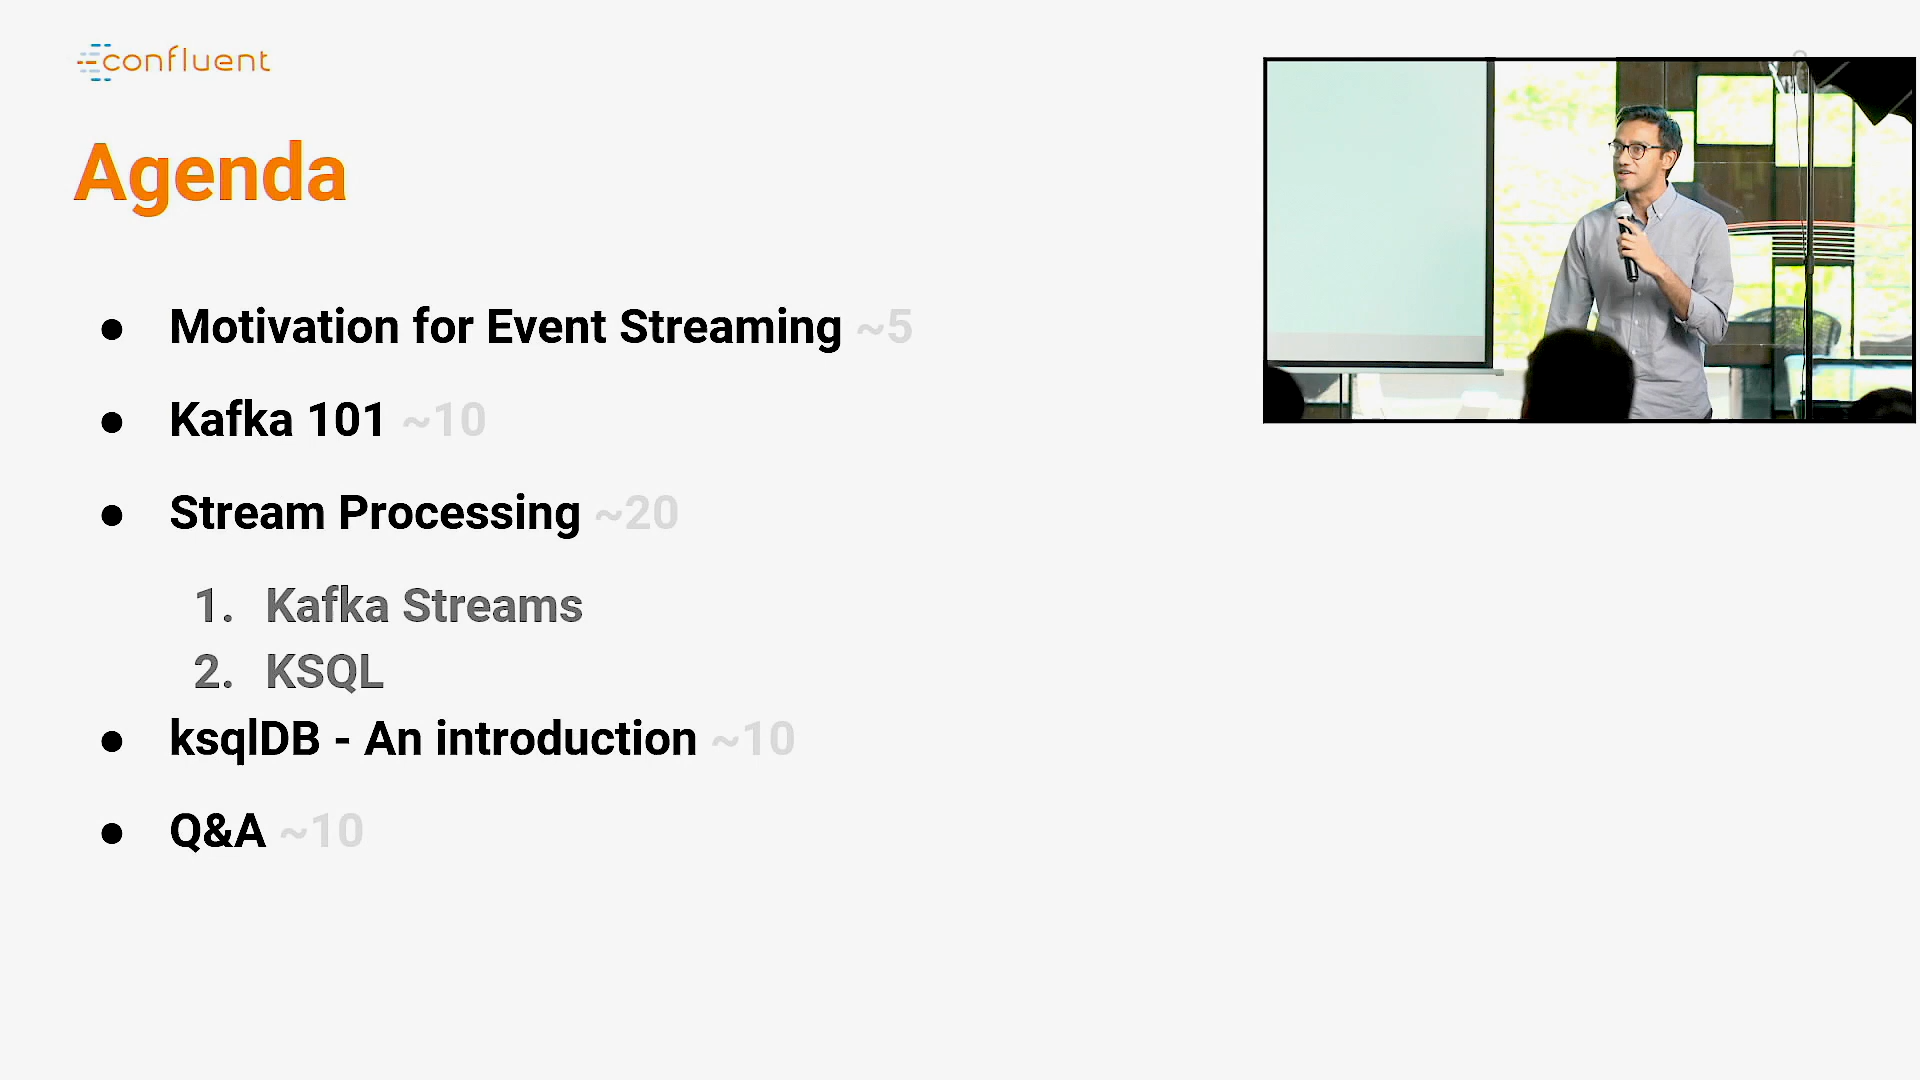 confluent
Agenda
● Motivation for Event Streaming ~5
● Kafka 101 ~10
● Stream Processing ~20
1. Kafka Streams
2. KSQL
● ksqlDB - An introduction ~10
● Q&A ~10